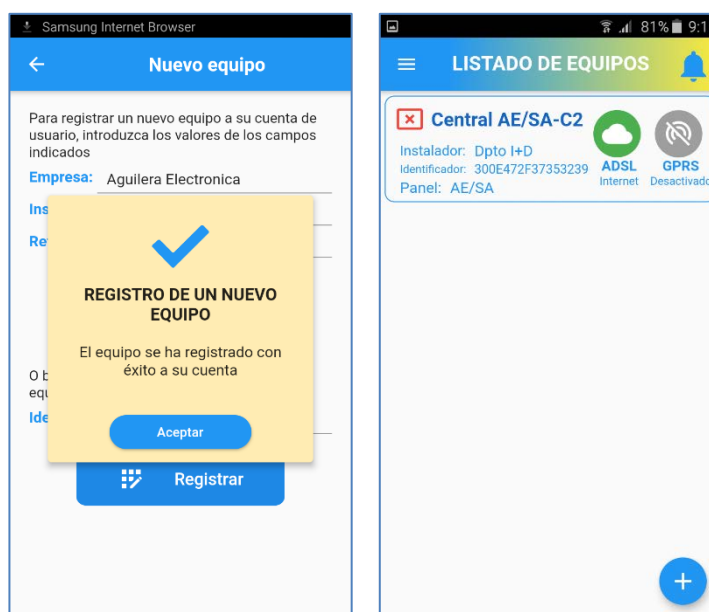 Samsung Internet Browser
Nuevo equipo
Para registrar un nuevo equipo a su cuenta de
usuario, introduzca los valores de los campos
indicados
Empresa: Aguilera Electronica
REGISTRO DE UN NUEVO
EQUIPO
El equipo se ha registrado con
éxito a su cuenta
Aceptar
Registrar
81% 9:1
LISTADO DE EQUIPOS
Central AE/SA-C2
Instalador: Dpto I+D
Identificador: 300E472F37353239
Panel: AE/SA
ADSL
Internet
GPRS
Desactivado